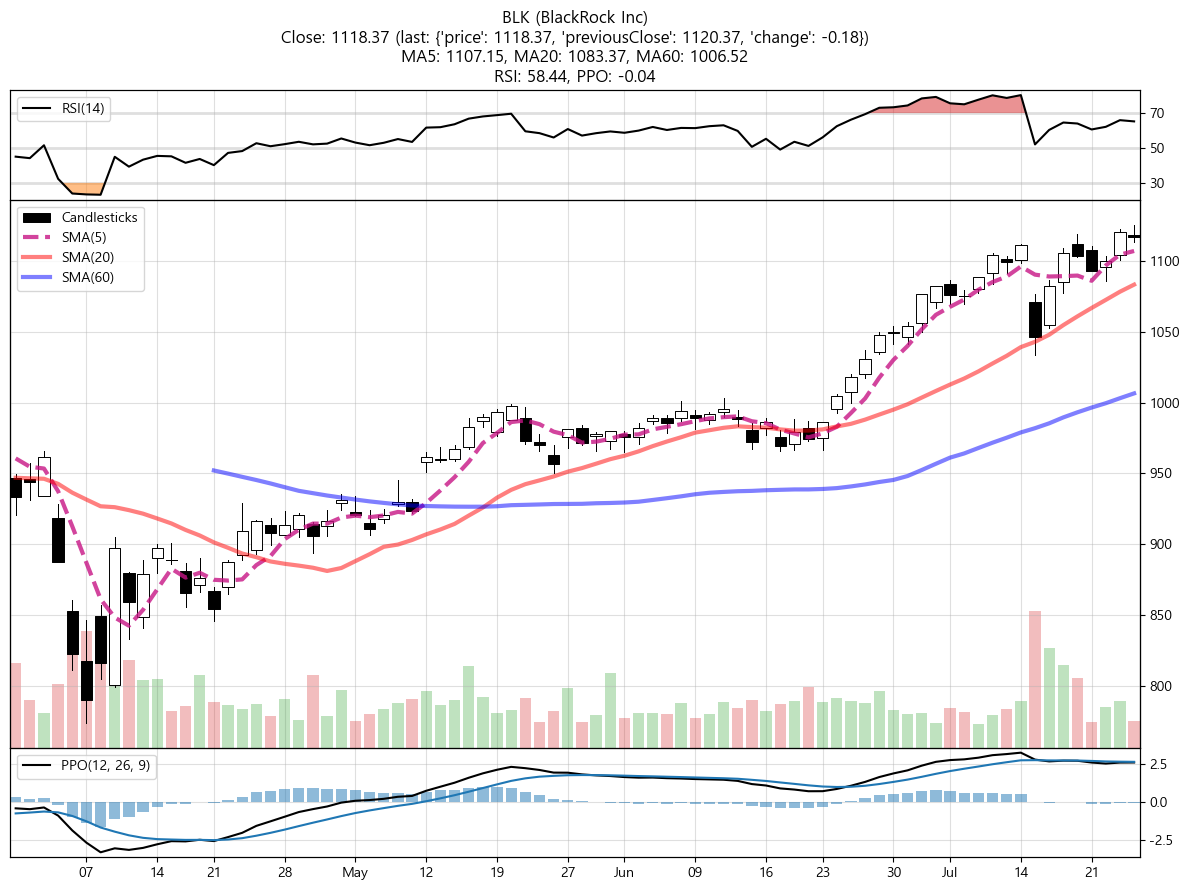 BLK (BlackRock Inc)
Close: 1118.37 (last: {'price': 1118.37, 'previousClose': 1120.37, 'change': -0.18})
MA5: 1107.15, MA20: 1083.37, MA60: 1006.52
RSI: 58.44, PPO: -0.04
RSI(14)
70
50
30
Candlesticks
SMA(5)
SMA(20)
SMA(60)
1100
1050
1000
950
900
850
800
PPO(12, 26, 9)
2.5
0.0
-2.5
07 14 21 28 May 12 19 27 Jun 09 16 23 30 Jul 14 21